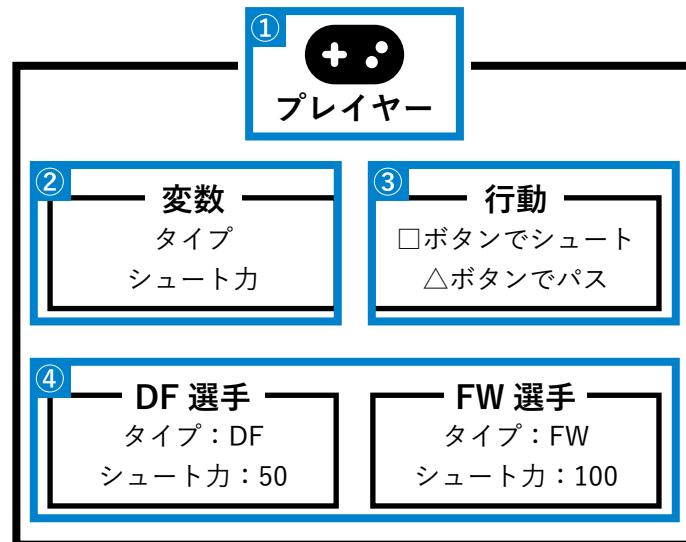 ①
プレイヤー
②
変数
タイプ
シュート力
③
行動
□ボタンでシュート
△ボタンでパス
④
DF 選手
タイプ：DF
シュート力：50
FW 選手
タイプ：FW
シュート力：100